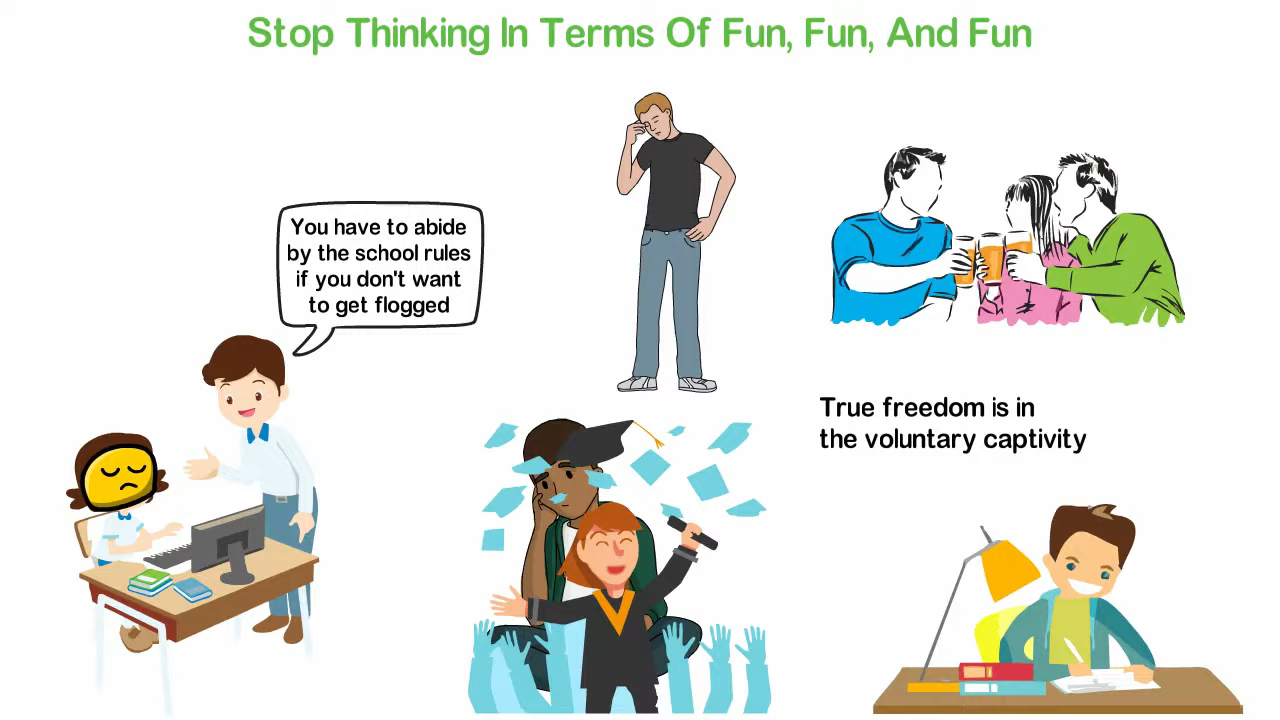 Stop Thinking In Terms Of Fun, Fun, And Fun
You have to abide
by the school rules
if you don't want
to get flogged
True freedom is in
the voluntary captivity